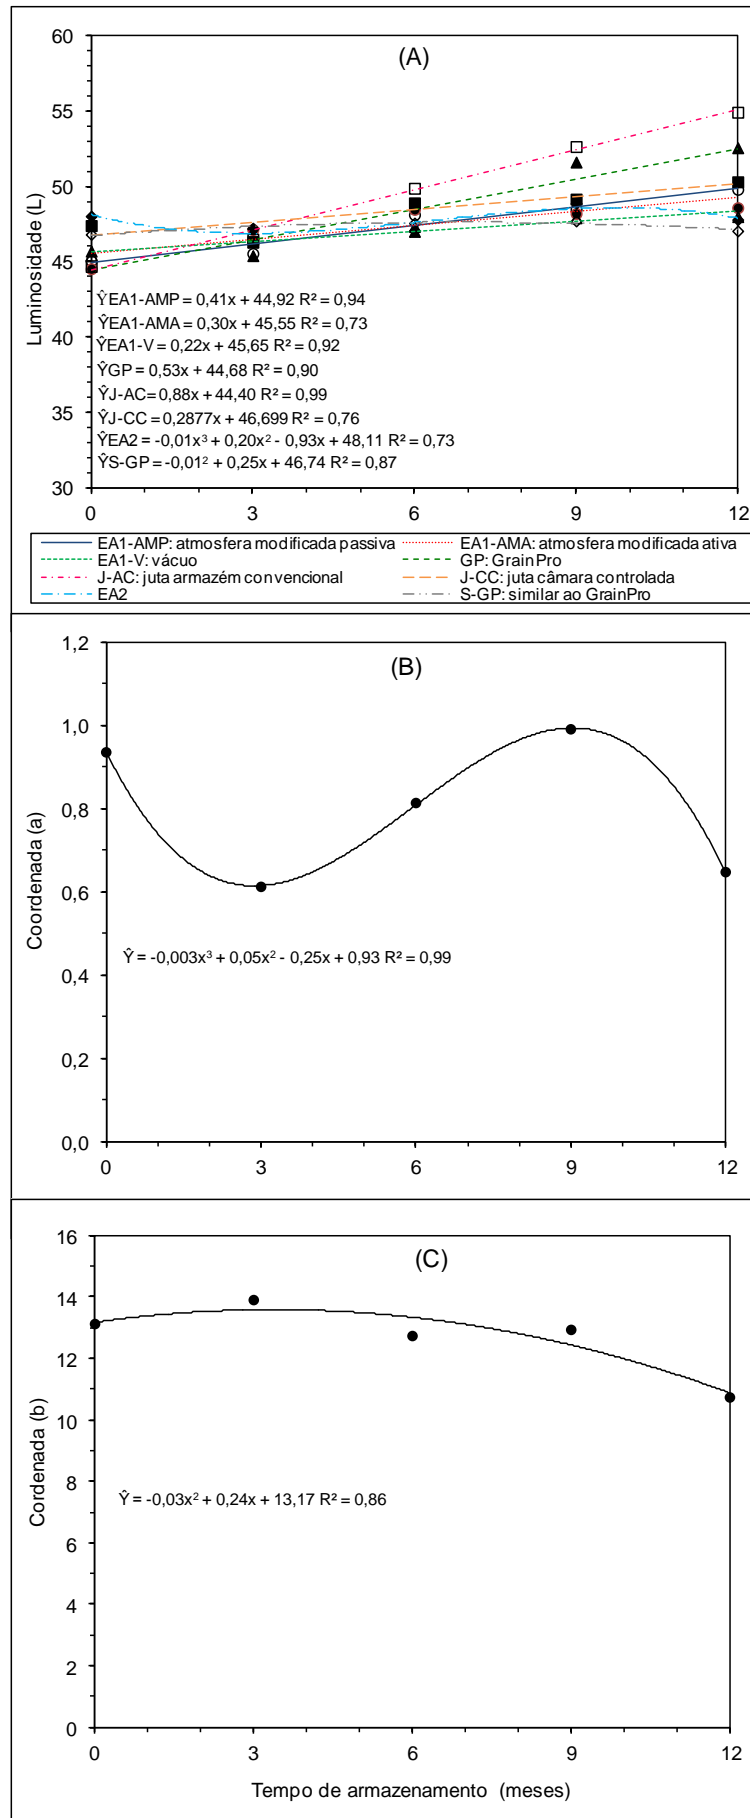 (A)
60
55
50
45
40
35
30
Luminosidade (L)
ŶEA1-AMP = 0,41x + 44,92 R² = 0,94
ŶEA1-AMA = 0,30x + 45,55 R² = 0,73
ŶEA1-V = 0,22x + 45,65 R² = 0,92
ŶGP = 0,53x + 44,68 R² = 0,90
ŶJ-AC= 0,88x + 44,40 R² = 0,99
ŶJ-CC= 0,2877x + 46,699 R² = 0,76
ŶEA2 = -0,01x³ + 0,20x² - 0,93x + 48,11 R² = 0,73
ŶS-GP = -0,01² + 0,25x + 46,74 R² = 0,87
0 3 6 9 12
EA1-AMP: atmosfera modificada passiva EA1-AMA: atmosfera modificada ativa
EA1-V: vácuo GP: GrainPro
J-AC: juta armazém convencional J-CC: juta câmara controlada
EA2 S-GP: similar ao GrainPro
(B)
1,2
1,0
0,8
0,6
0,4
0,2
0,0
Coordenada (a)
Ŷ = -0,003x³ + 0,05x² - 0,25x + 0,93 R² = 0,99
0 3 6 9 12
(C)
16
14
12
10
8
6
4
2
0
Cordenada (b)
Ŷ = -0,03x² + 0,24x + 13,17 R² = 0,86
0 3 6 9 12
Tempo de armazenamento (meses)